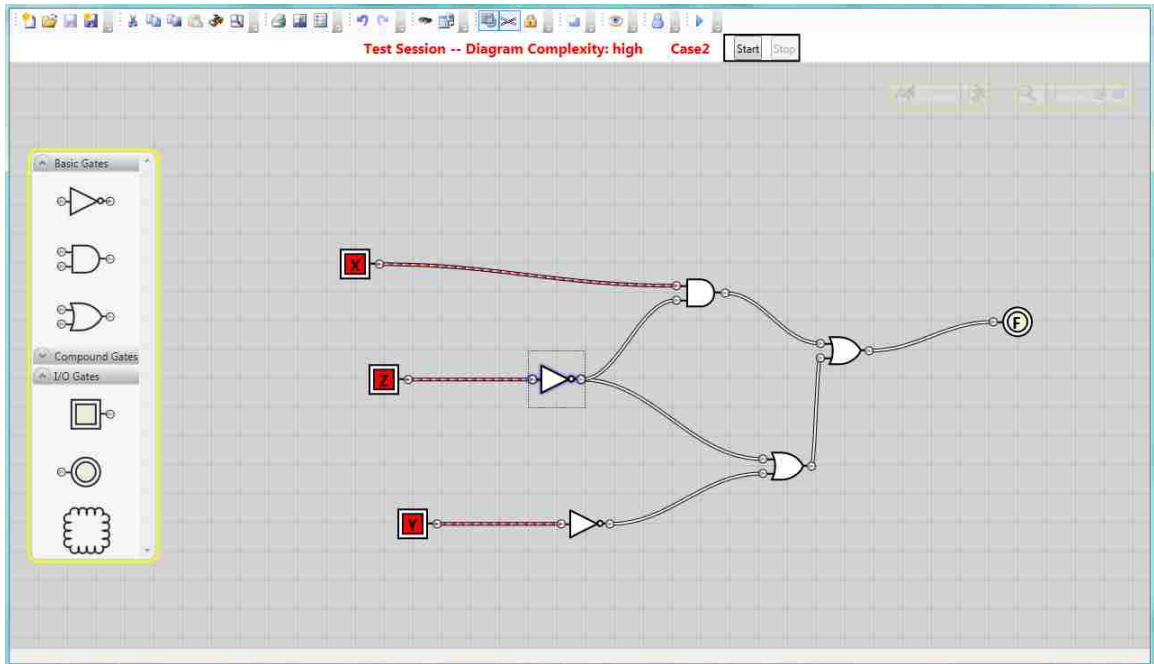 Test Session -- Diagram Complexity: high Case2 Start Stop
Basic Gates
Compound Gates
I/O Gates
X
Z
Y
F